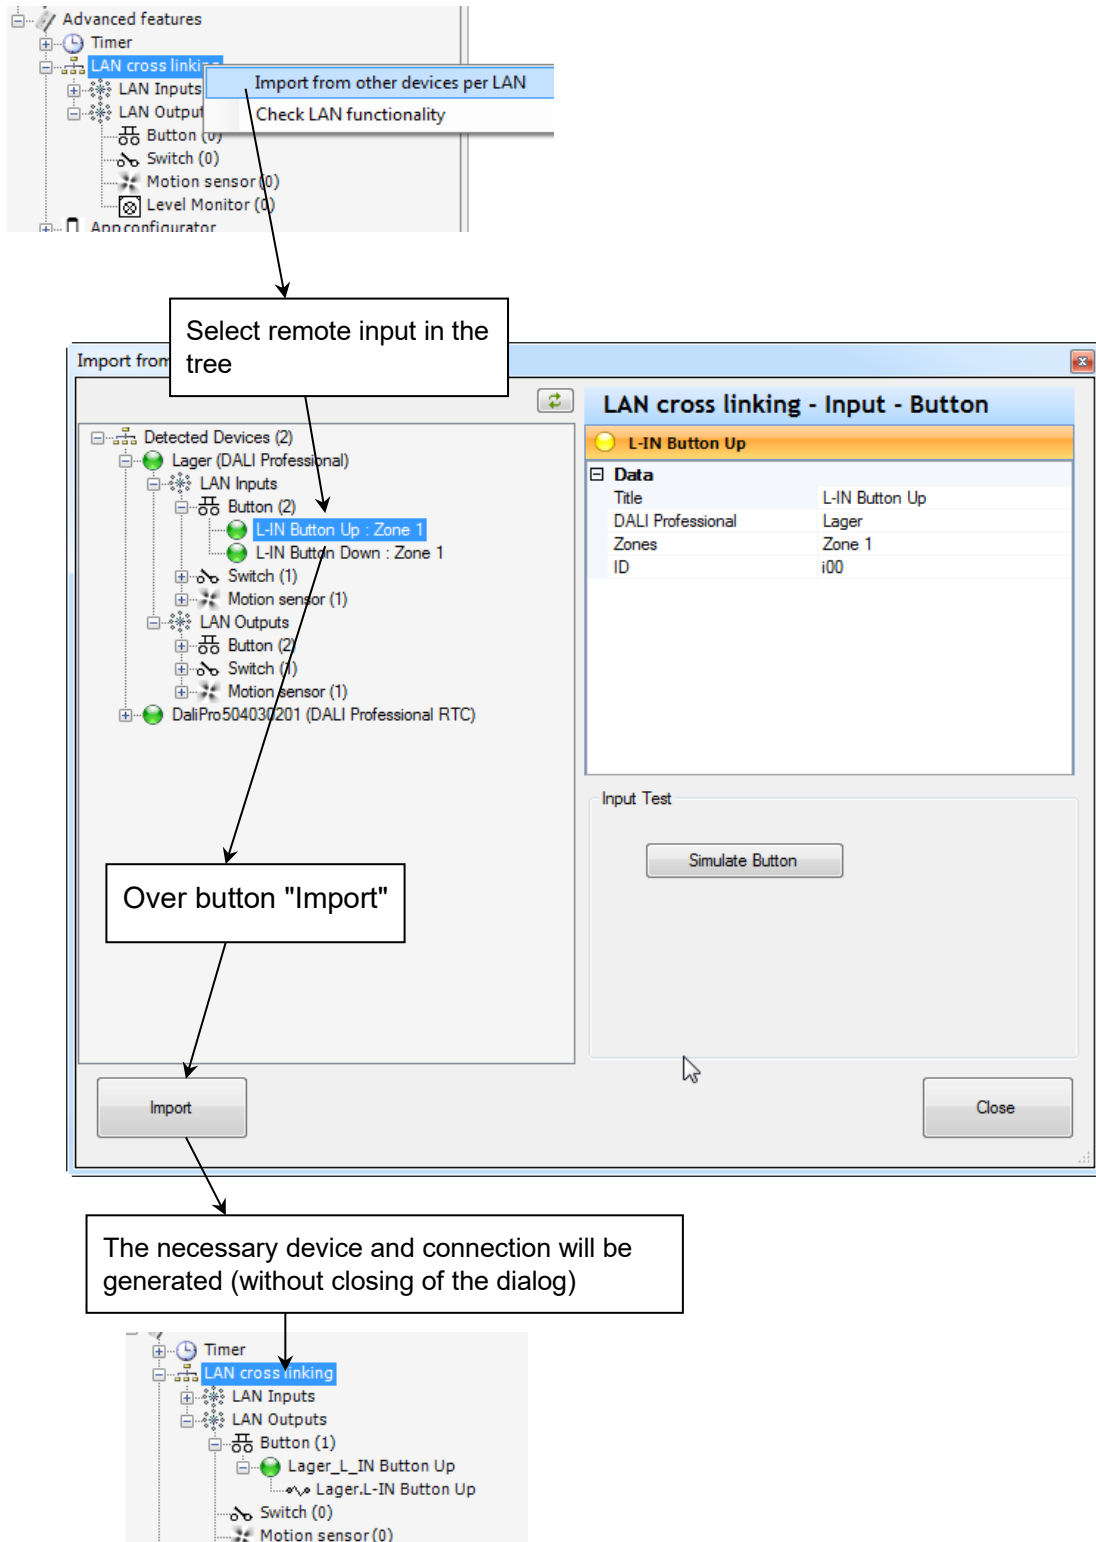 Advanced features
Timer
LAN cross linking
Import from other devices per LAN
LAN Inputs
Check LAN functionality
LAN Output
Button (0)
Switch (0)
Motion sensor (0)
Level Monitor (0)
App configurator
Select remote input in the
tree
Import from
LAN cross linking - Input - Button
L-IN Button Up
Data
Title L-IN Button Up
DALI Professional Lager
Zones Zone 1
ID i00
Detected Devices (2)
Lager (DALI Professional)
LAN Inputs
Button (2)
L-IN Button Up : Zone 1
L-IN Button Down : Zone 1
Switch (1)
Motion sensor (1)
LAN Outputs
Button (2)
Switch (1)
Motion sensor (1)
DaliPro504030201 (DALI Professional RTC)
Input Test
Simulate Button
Over button "Import"
Import
Close
The necessary device and connection will be
generated (without closing of the dialog)
Timer
LAN cross linking
LAN Inputs
LAN Outputs
Button (1)
Lager_L_IN Button Up
Lager.L-IN Button Up
Switch (0)
Motion sensor (0)